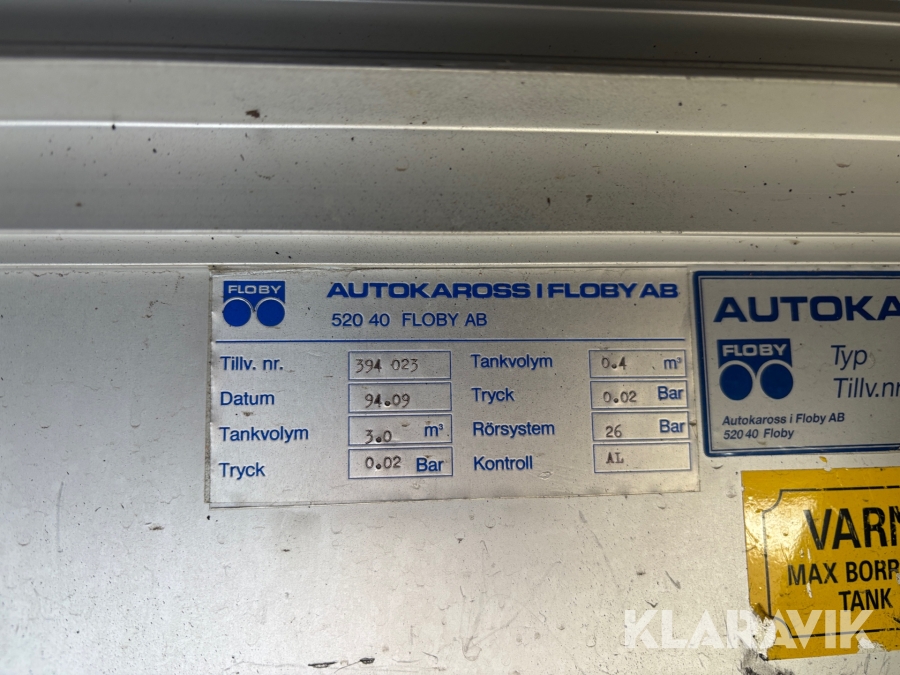 FLOBY
AUTOKAROSS I FLOBY AB
520 40 FLOBY AB
Tillv. nr. 394 023
Datum 94.09
Tankvolym 3.0 m³
Tryck 0.02 Bar
Tankvolym 0.4 m³
Tryck 0.02 Bar
Rörsystem 26 Bar
Kontroll AL
AUTOKA
FLOBY
Typ
Tillv.nr
Autokaross i Floby AB
520 40 Floby
VARN
MAX BORR
TANK
KLARAVIK